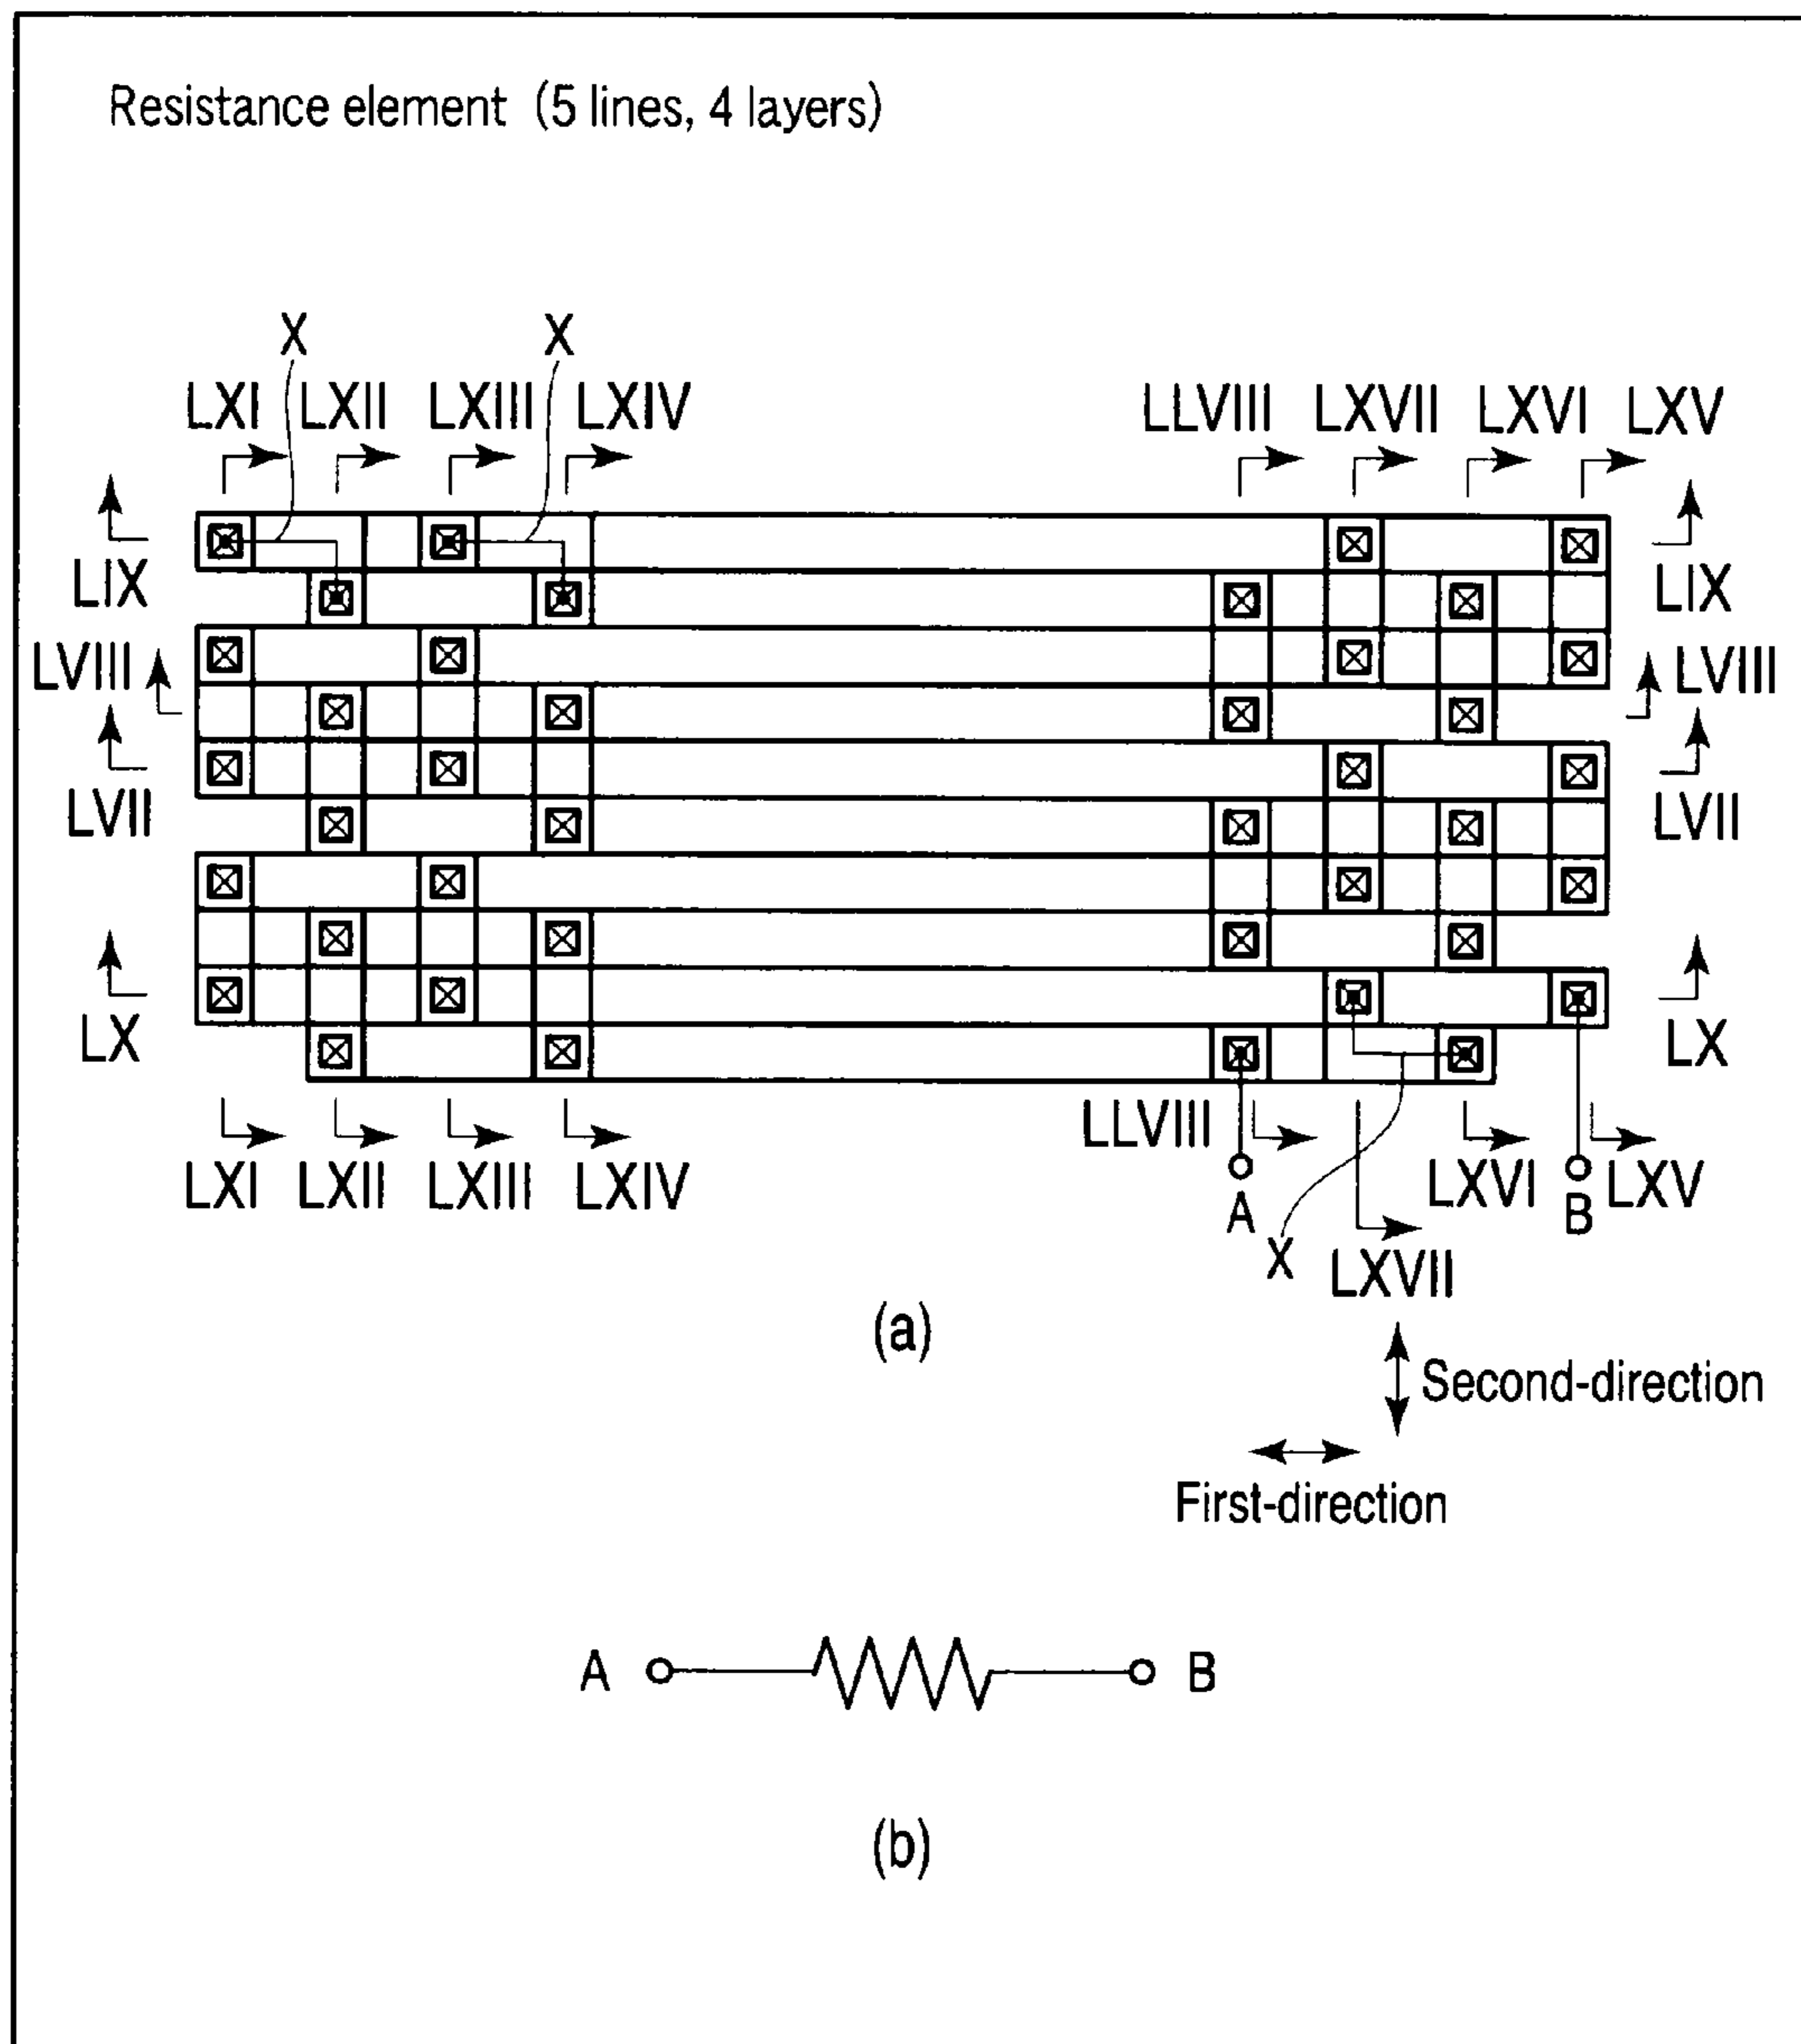 Resistance element (5 lines, 4 layers)
X X
LXI LXII LXIII LXIV LLVIII LXVII LXVI LXV
LIX LIX
LVIII LVIII
LVII LVII
LX LX
LXI LXII LXIII LXIV LLVIII LXVI LXV
A B
X LXVII
(a)
Second-direction
First-direction
A B
(b)